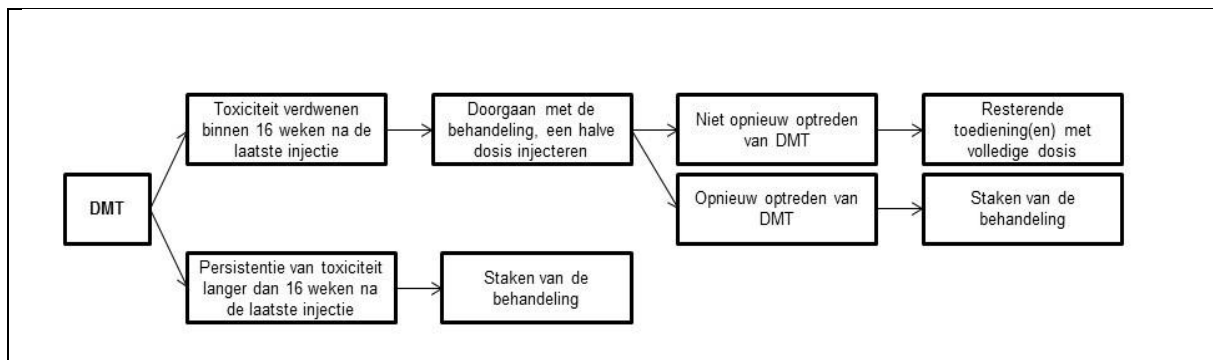 DMT
Toxiciteit verdwenen
binnen 16 weken na de
laatste injectie
Doorgaan met de
behandeling, een halve
dosis injecteren
Niet opnieuw optreden
van DMT
Resterende
toediening(en) met
volledige dosis
Opnieuw optreden van
DMT
Staken van de
behandeling
Persistentie van toxiciteit
langer dan 16 weken na
de laatste injectie
Staken van de
behandeling